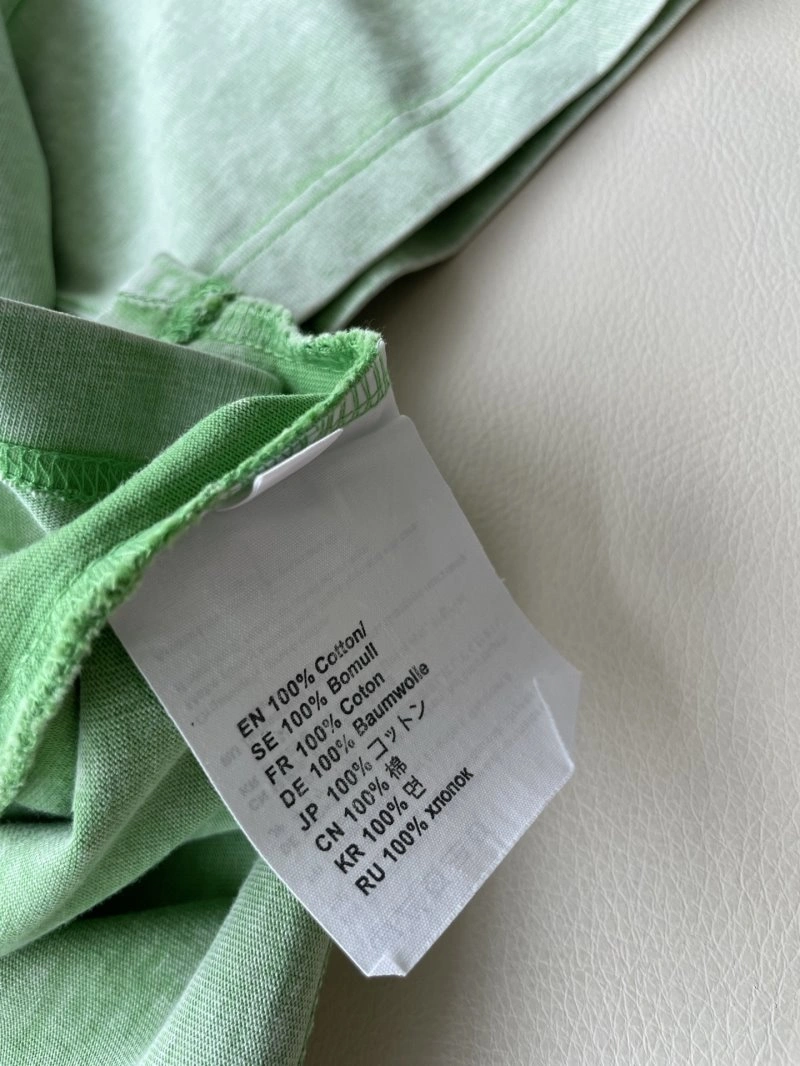 EN 100% Cotton/
SE 100% Bomull
FR 100% Coton
DE 100% Baumwolle
JP 100% コットン
CN 100% 棉
KR 100% 면
RU 100% хлопок